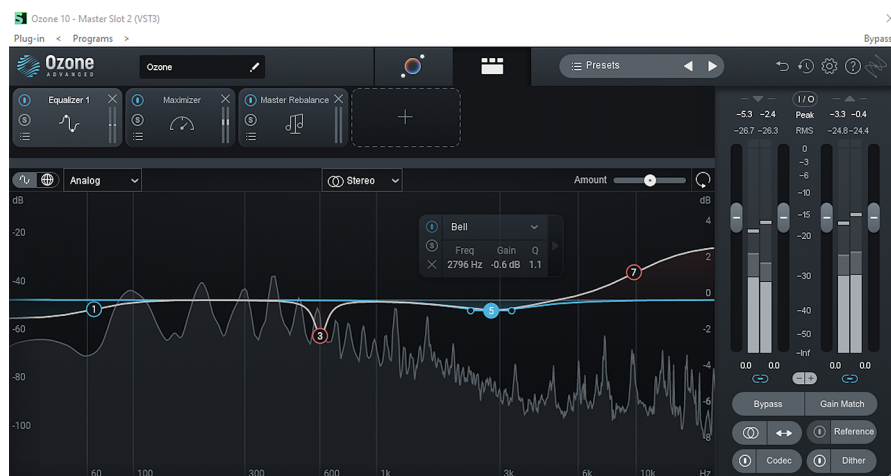 Ozone 10 - Master Slot 2 (VST3)
Plug-in < Programs > Bypass
Ozone
ADVANCED
Ozone
Presets
I / O
Equalizer 1
Maximizer
Master Rebalance
S
S
S
+
Peak
-5.3 -2.4
-3.3 -0.4
RMS
-26.7 -26.3
-24.8 -24.4
Analog
Stereo
Amount
dB
dB
-20
-40
-60
-80
-100
4
2
0
-2
-4
-6
8
Bell
S
Freq Gain Q
2796 Hz -0.6 dB 1.1
1
3
5
7
60 100 300 600 1k 3k 6k 10k Hz
0
-3
-6
-10
-15
-20
-30
-40
-50
-Inf
0.0 0.0
0.0 0.0
Bypass
Gain Match
Reference
Codec
Dither